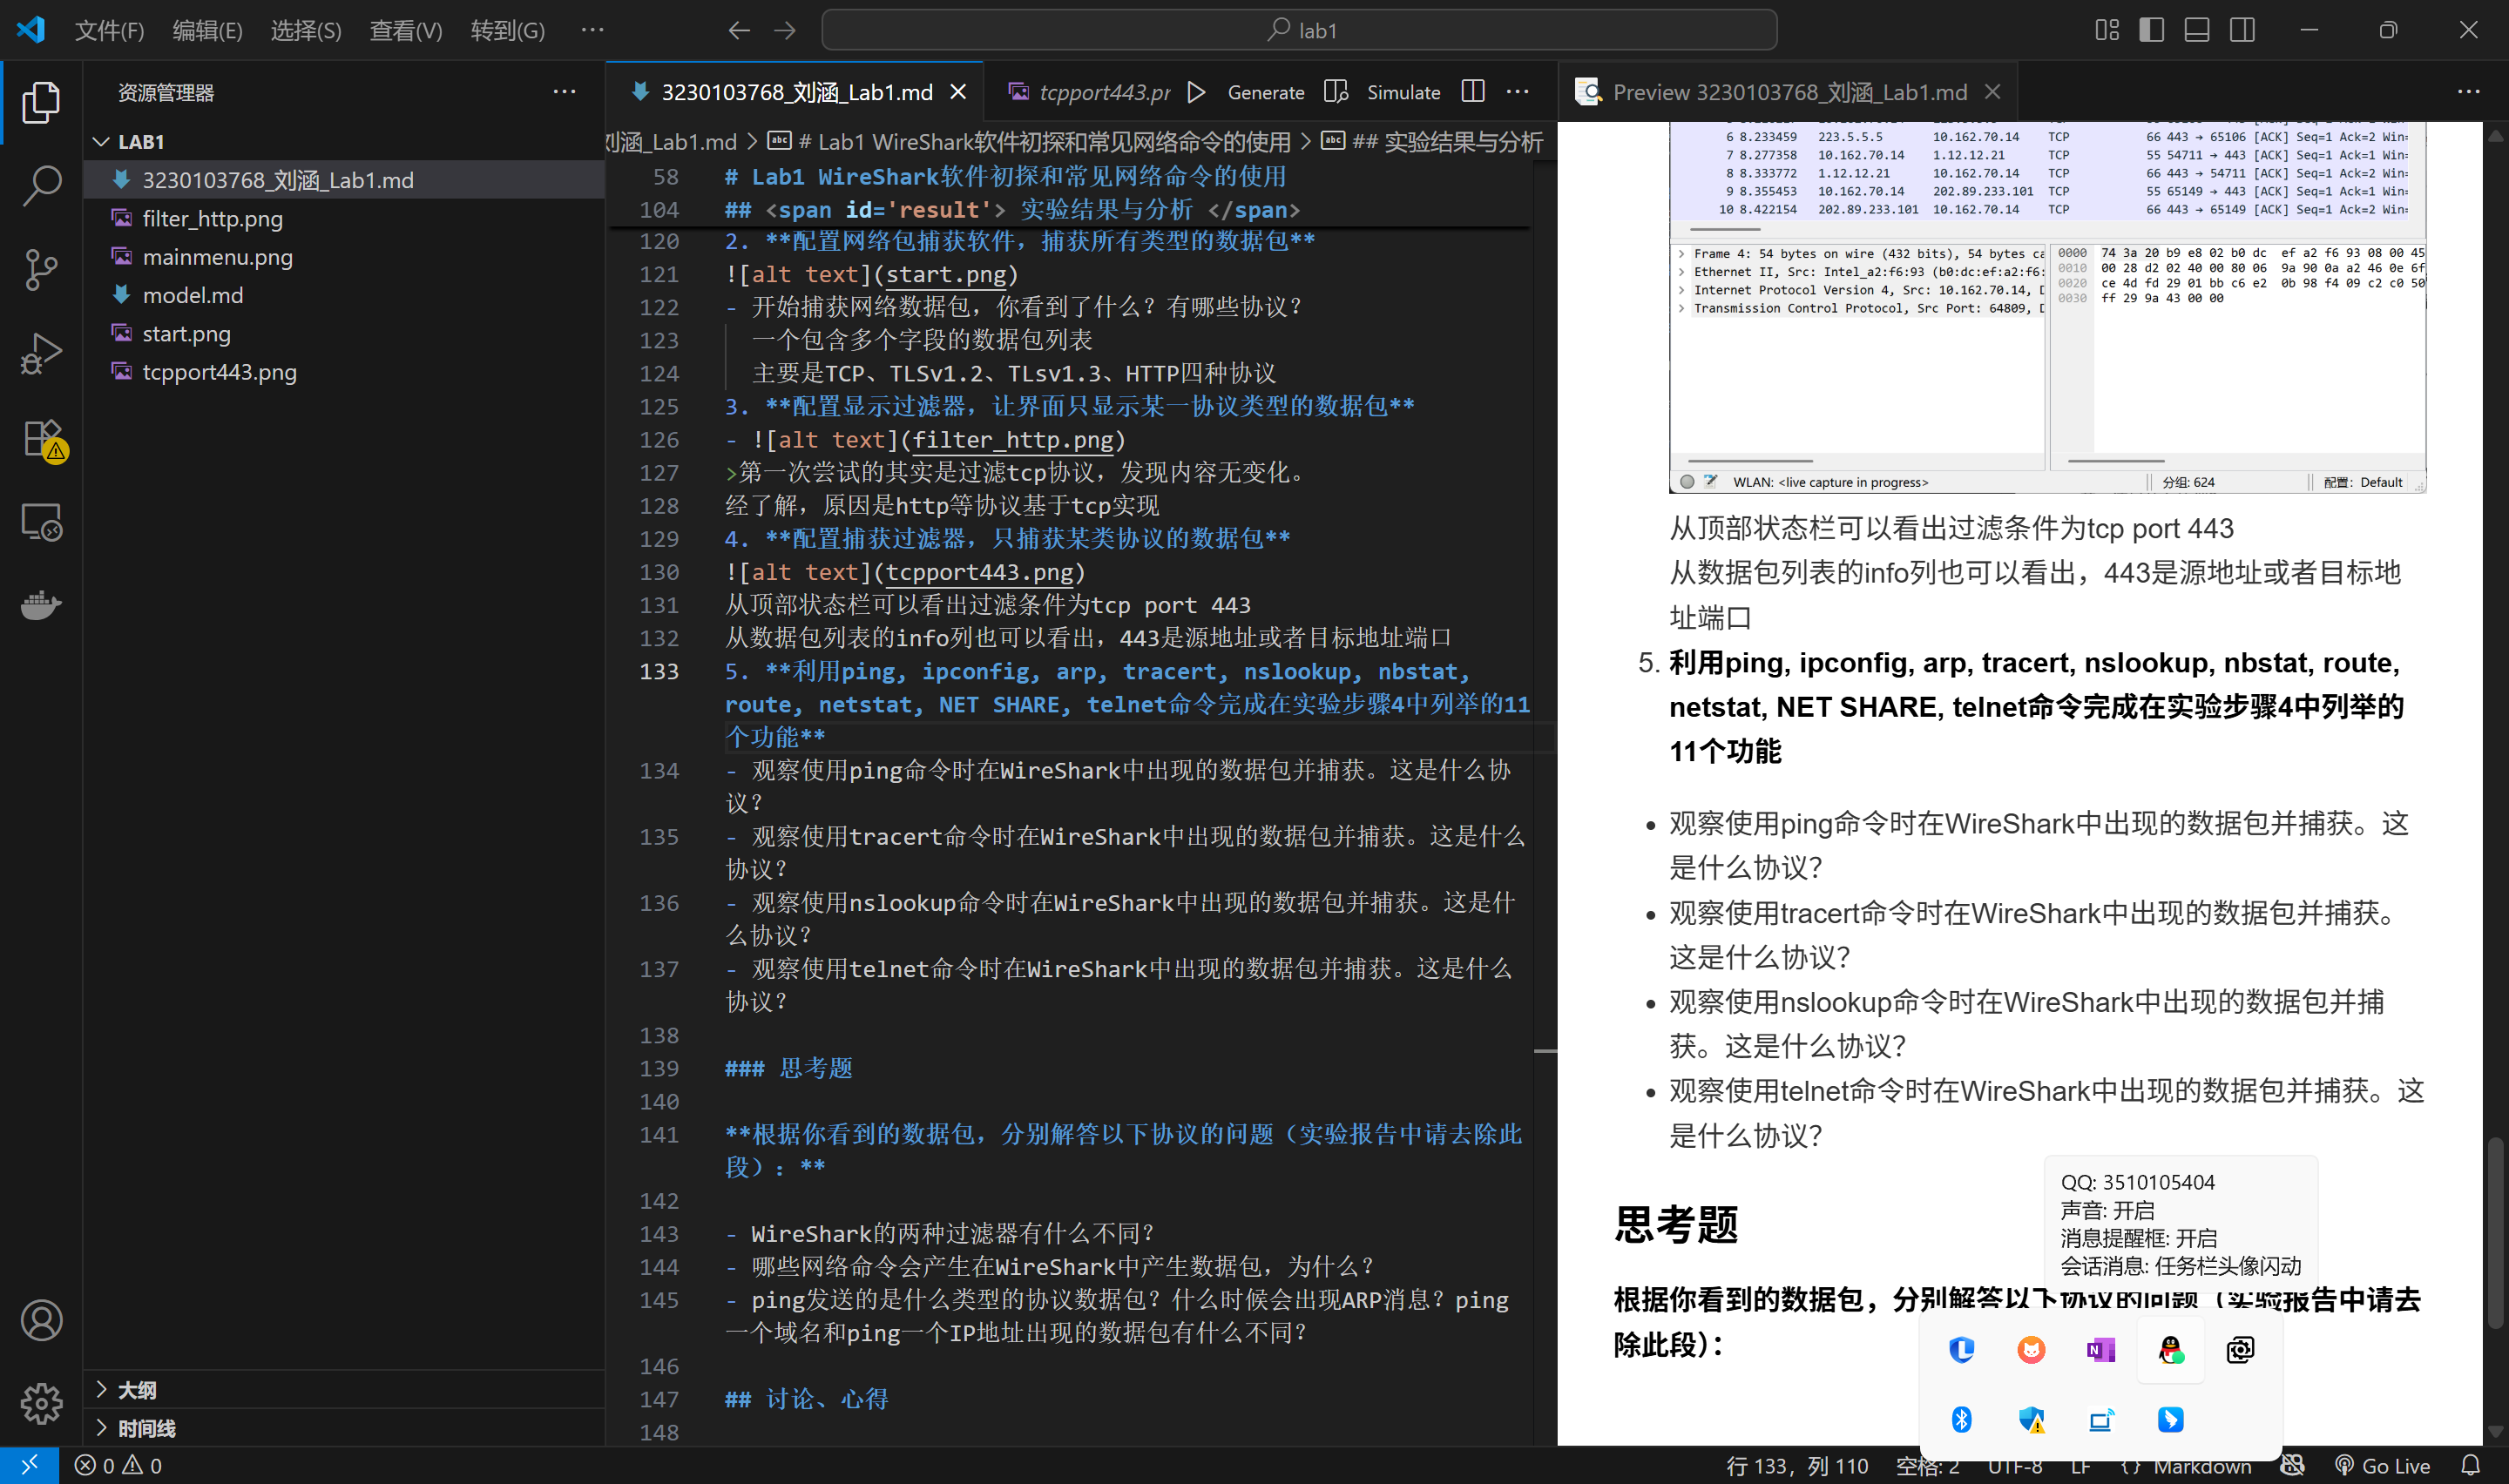 文件(F) 编辑(E) 选择(S) 查看(V) 转到(G) ··· lab1
资源管理器 ···
LAB1
3230103768_刘涵_Lab1.md
filter_http.png
mainmenu.png
model.md
start.png
tcpport443.png
大纲
时间线
3230103768_刘涵_Lab1.md tcpport443.pr Generate Simulate ···
刘涵_Lab1.md > # Lab1 WireShark软件初探和常见网络命令的使用 > ## 实验结果与分析
58 # Lab1 WireShark软件初探和常见网络命令的使用
104 ## <span id='result'> 实验结果与分析 </span>
120 2. **配置网络包捕获软件，捕获所有类型的数据包**
121 ![alt text](start.png)
122 - 开始捕获网络数据包，你看到了什么？有哪些协议？
123 一个包含多个字段的数据包列表
124 主要是TCP、TLSv1.2、TLsv1.3、HTTP四种协议
125 3. **配置显示过滤器，让界面只显示某一协议类型的数据包**
126 - ![alt text](filter_http.png)
127 >第一次尝试的其实是过滤tcp协议，发现内容无变化。
128 经了解，原因是http等协议基于tcp实现
129 4. **配置捕获过滤器，只捕获某类协议的数据包**
130 ![alt text](tcpport443.png)
131 从顶部状态栏可以看出过滤条件为tcp port 443
132 从数据包列表的info列也可以看出，443是源地址或者目标地址端口
133 5. **利用ping, ipconfig, arp, tracert, nslookup, nbstat,
route, netstat, NET SHARE, telnet命令完成在实验步骤4中列举的11
个功能**
134 - 观察使用ping命令时在WireShark中出现的数据包并捕获。这是什么协
议？
135 - 观察使用tracert命令时在WireShark中出现的数据包并捕获。这是什么
协议？
136 - 观察使用nslookup命令时在WireShark中出现的数据包并捕获。这是什
么协议？
137 - 观察使用telnet命令时在WireShark中出现的数据包并捕获。这是什么
协议？
138
139 ### 思考题
140
141 **根据你看到的数据包，分别解答以下协议的问题（实验报告中请去除此
段）：**
142
143 - WireShark的两种过滤器有什么不同？
144 - 哪些网络命令会产生在WireShark中产生数据包，为什么？
145 - ping发送的是什么类型的协议数据包？什么时候会出现ARP消息？ping
一个域名和ping一个IP地址出现的数据包有什么不同？
146
147 ## 讨论、心得
148
Preview 3230103768_刘涵_Lab1.md ···
6 8.233459 223.5.5.5 10.162.70.14 TCP 66 443 → 65106 [ACK] Seq=1 Ack=2 Win=
7 8.277358 10.162.70.14 1.12.12.21 TCP 55 54711 → 443 [ACK] Seq=1 Ack=1 Win=
8 8.333772 1.12.12.21 10.162.70.14 TCP 66 443 → 54711 [ACK] Seq=1 Ack=2 Win=
9 8.355453 10.162.70.14 202.89.233.101 TCP 55 65149 → 443 [ACK] Seq=1 Ack=1 Win=
10 8.422154 202.89.233.101 10.162.70.14 TCP 66 443 → 65149 [ACK] Seq=1 Ack=2 Win=
Frame 4: 54 bytes on wire (432 bits), 54 bytes ca
Ethernet II, Src: Intel_a2:f6:93 (b0:dc:ef:a2:f6:
Internet Protocol Version 4, Src: 10.162.70.14, D
Transmission Control Protocol, Src Port: 64809, D
0000 74 3a 20 b9 e8 02 b0 dc ef a2 f6 93 08 00 45
0010 00 28 d2 02 40 00 80 06 9a 90 0a a2 46 0e 6f
0020 ce 4d fd 29 01 bb c6 e2 0b 98 f4 09 c2 c0 50
0030 ff 29 9a 43 00 00
WLAN: <live capture in progress> 分组: 624 配置: Default
从顶部状态栏可以看出过滤条件为tcp port 443
从数据包列表的info列也可以看出，443是源地址或者目标地
址端口
5. 利用ping, ipconfig, arp, tracert, nslookup, nbstat, route,
netstat, NET SHARE, telnet命令完成在实验步骤4中列举的
11个功能
• 观察使用ping命令时在WireShark中出现的数据包并捕获。这
是什么协议？
• 观察使用tracert命令时在WireShark中出现的数据包并捕获。
这是什么协议？
• 观察使用nslookup命令时在WireShark中出现的数据包并捕
获。这是什么协议？
• 观察使用telnet命令时在WireShark中出现的数据包并捕获。这
是什么协议？
思考题
根据你看到的数据包，分别解答以下协议的问题（实验报告中请去
除此段）：
QQ: 3510105404
声音: 开启
消息提醒框: 开启
会话消息: 任务栏头像闪动
0 0 行 133，列 110 空格: 2 UTF-8 LF {} Markdown Go Live